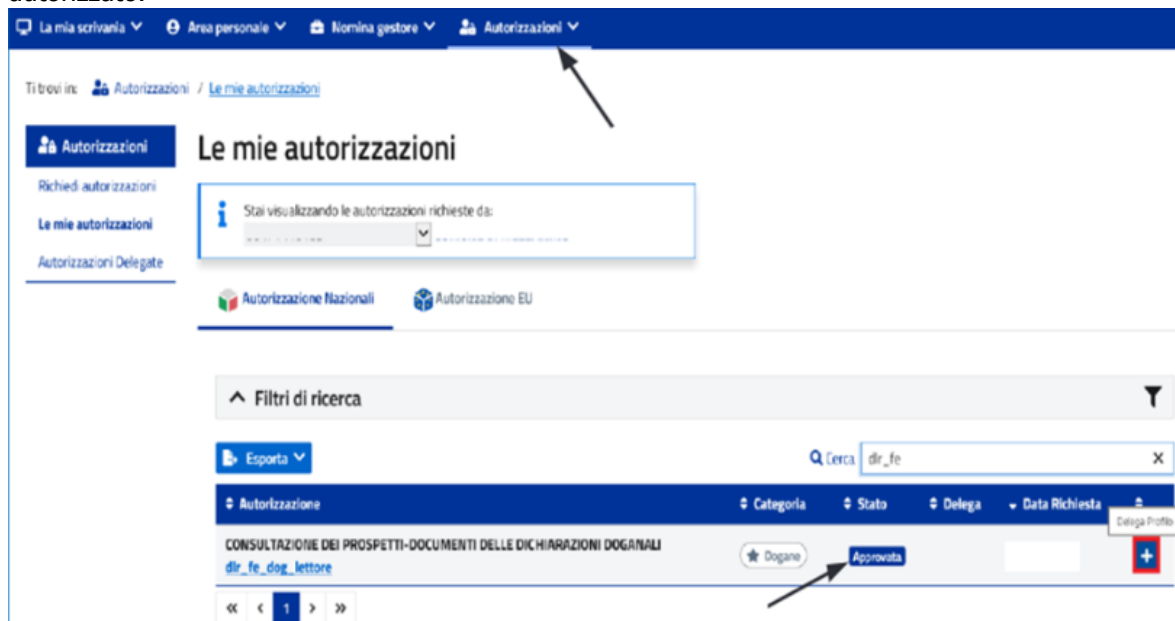 autorizzato.
La mia scrivania Area personale Nomina gestore Autorizzazioni
Ti trovi in: Autorizzazioni / Le mie autorizzazioni
Autorizzazioni
Richiedi autorizzazioni
Le mie autorizzazioni
Autorizzazioni Delegate
Le mie autorizzazioni
Stai visualizzando le autorizzazioni richieste da:
Autorizzazione Nazionali Autorizzazione EU
Filtri di ricerca
Esporta Cerca dlr_fe X
Autorizzazione Categoria Stato Delega Data Richiesta
Delega Profilo
CONSULTAZIONE DEI PROSPETTI-DOCUMENTI DELLE DICHIARAZIONI DOGANALI
dlr_fe_dog_lettore Dogane Approvata +
« < 1 > »